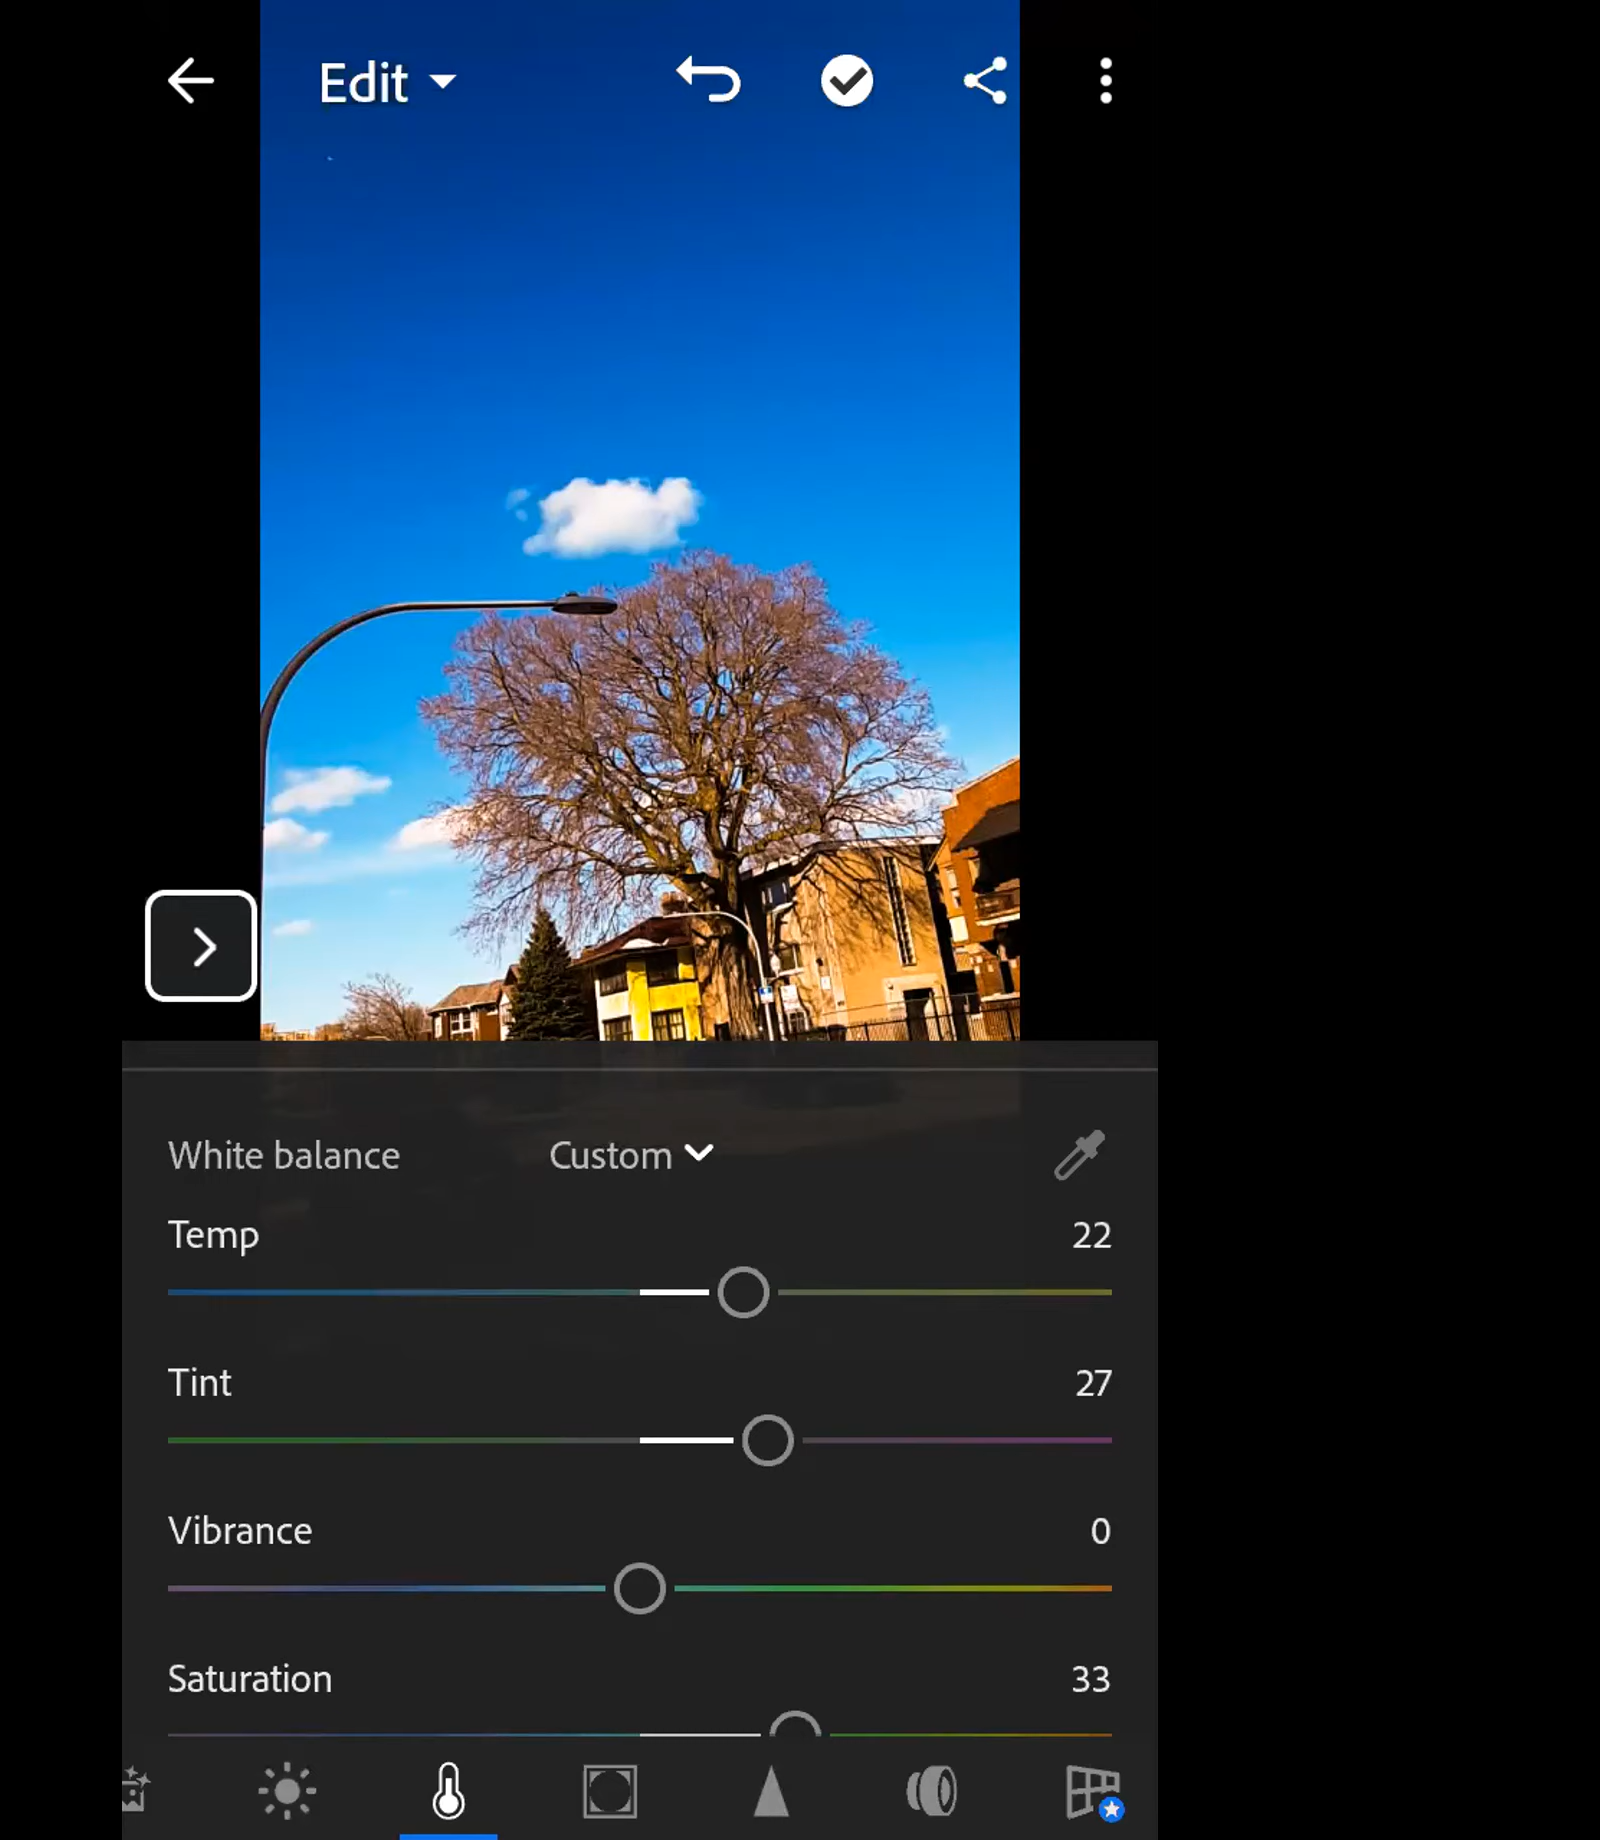 Edit
White balance Custom
Temp 22
Tint 27
Vibrance 0
Saturation 33